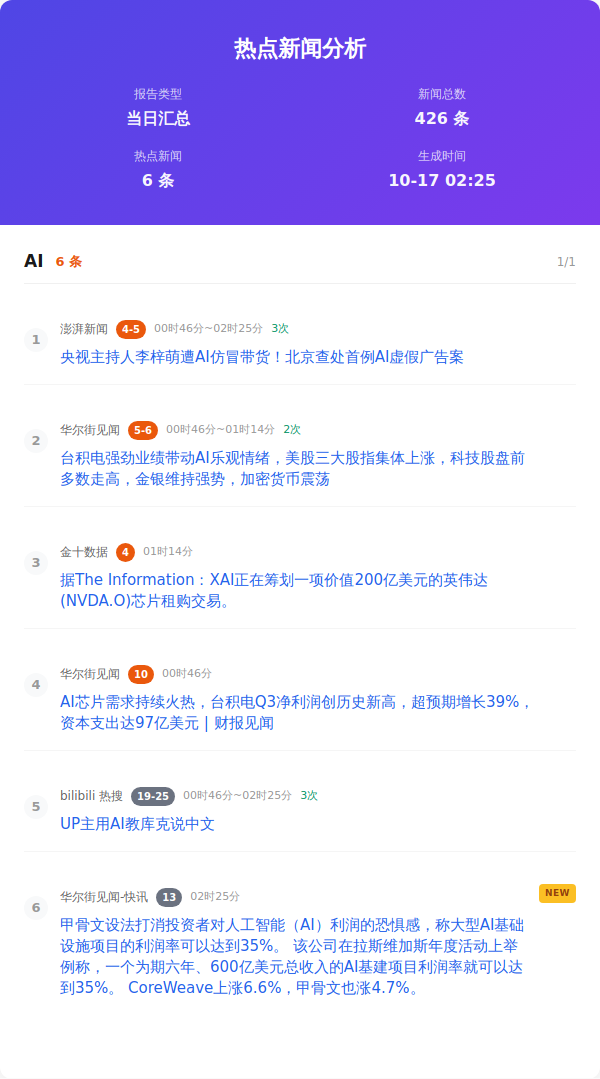 热点新闻分析
报告类型
新闻总数
当日汇总
426 条
热点新闻
生成时间
6 条
10-17 02:25
AI 6 条 1/1
1
澎湃新闻 4-5 00时46分~02时25分 3次
央视主持人李梓萌遭AI仿冒带货！北京查处首例AI虚假广告案
2
华尔街见闻 5-6 00时46分~01时14分 2次
台积电强劲业绩带动AI乐观情绪，美股三大股指集体上涨，科技股盘前
多数走高，金银维持强势，加密货币震荡
3
金十数据 4 01时14分
据The Information：XAI正在筹划一项价值200亿美元的英伟达
(NVDA.O)芯片租购交易。
4
华尔街见闻 10 00时46分
AI芯片需求持续火热，台积电Q3净利润创历史新高，超预期增长39%，
资本支出达97亿美元 | 财报见闻
5
bilibili 热搜 19-25 00时46分~02时25分 3次
UP主用AI教库克说中文
6
华尔街见闻-快讯 13 02时25分 NEW
甲骨文设法打消投资者对人工智能（AI）利润的恐惧感，称大型AI基础
设施项目的利润率可以达到35%。 该公司在拉斯维加斯年度活动上举
例称，一个为期六年、600亿美元总收入的AI基建项目利润率就可以达
到35%。 CoreWeave上涨6.6%，甲骨文也涨4.7%。